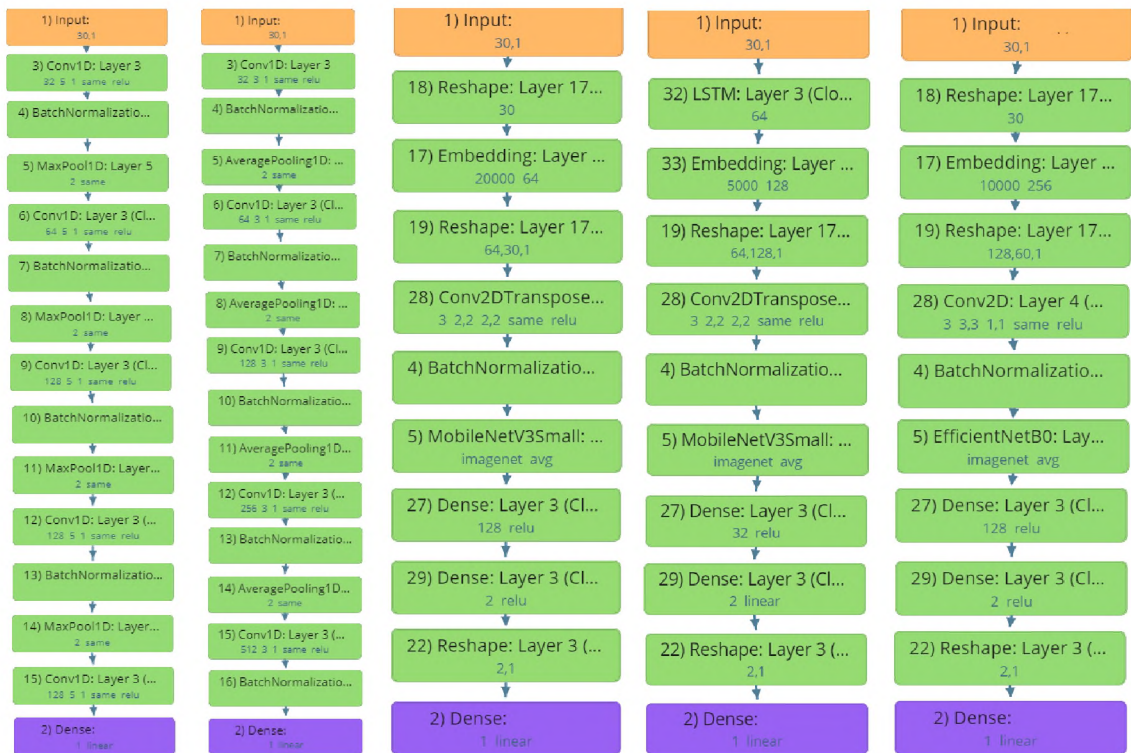 1) Input:
30,1
3) Conv1D: Layer 3
32 5 1 same relu
4) BatchNormalizatio...
5) MaxPool1D: Layer 5
2 same
6) Conv1D: Layer 3 (Cl...
64 5 1 same relu
7) BatchNormalizatio...
8) MaxPool1D: Layer ...
2 same
9) Conv1D: Layer 3 (Cl...
128 5 1 same relu
10) BatchNormalizatio...
11) MaxPool1D: Layer...
2 same
12) Conv1D: Layer 3 (...
128 5 1 same relu
13) BatchNormalizatio...
14) MaxPool1D: Layer...
2 same
15) Conv1D: Layer 3 (...
128 5 1 same relu
2) Dense:
1 linear
1) Input:
30,1
3) Conv1D: Layer 3
32 3 1 same relu
4) BatchNormalizatio...
5) AveragePooling1D: ...
2 same
6) Conv1D: Layer 3 (Cl...
64 3 1 same relu
7) BatchNormalizatio...
8) AveragePooling1D: ...
2 same
9) Conv1D: Layer 3 (Cl...
128 3 1 same relu
10) BatchNormalizatio...
11) AveragePooling1D...
2 same
12) Conv1D: Layer 3 (...
256 3 1 same relu
13) BatchNormalizatio...
14) AveragePooling1D...
2 same
15) Conv1D: Layer 3 (...
512 3 1 same relu
16) BatchNormalizatio...
2) Dense:
1 linear
1) Input:
30,1
18) Reshape: Layer 17...
30
17) Embedding: Layer ...
20000 64
19) Reshape: Layer 17...
64,30,1
28) Conv2DTranspose...
3 2,2 2,2 same relu
4) BatchNormalizatio...
5) MobileNetV3Small: ...
imagenet avg
27) Dense: Layer 3 (Cl...
128 relu
29) Dense: Layer 3 (Cl...
2 relu
22) Reshape: Layer 3 (...
2,1
2) Dense:
1 linear
1) Input:
30,1
32) LSTM: Layer 3 (Clo...
64
33) Embedding: Layer ...
5000 128
19) Reshape: Layer 17...
64,128,1
28) Conv2DTranspose...
3 2,2 2,2 same relu
4) BatchNormalizatio...
5) MobileNetV3Small: ...
imagenet avg
27) Dense: Layer 3 (Cl...
32 relu
29) Dense: Layer 3 (Cl...
2 linear
22) Reshape: Layer 3 (...
2,1
2) Dense:
1 linear
1) Input:
30,1
18) Reshape: Layer 17...
30
17) Embedding: Layer ...
10000 256
19) Reshape: Layer 17...
128,60,1
28) Conv2D: Layer 4 (...
3 3,3 1,1 same relu
4) BatchNormalizatio...
5) EfficientNetB0: Lay...
imagenet avg
27) Dense: Layer 3 (Cl...
128 relu
29) Dense: Layer 3 (Cl...
2 relu
22) Reshape: Layer 3 (...
2,1
2) Dense:
1 linear